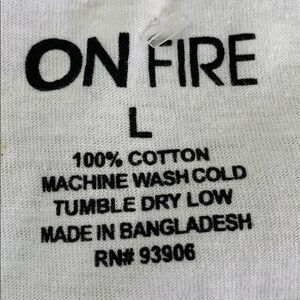 ON FIRE
L
100% COTTON
MACHINE WASH COLD
TUMBLE DRY LOW
MADE IN BANGLADESH
RN# 93906